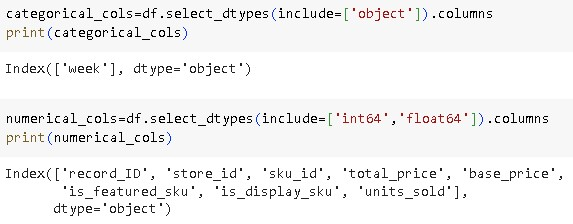 categorical_cols=df.select_dtypes(include=['object']).columns
print(categorical_cols)
Index(['week'], dtype='object')
numerical_cols=df.select_dtypes(include=['int64','float64']).columns
print(numerical_cols)
Index(['record_ID', 'store_id', 'sku_id', 'total_price', 'base_price',
'is_featured_sku', 'is_display_sku', 'units_sold'],
dtype='object')